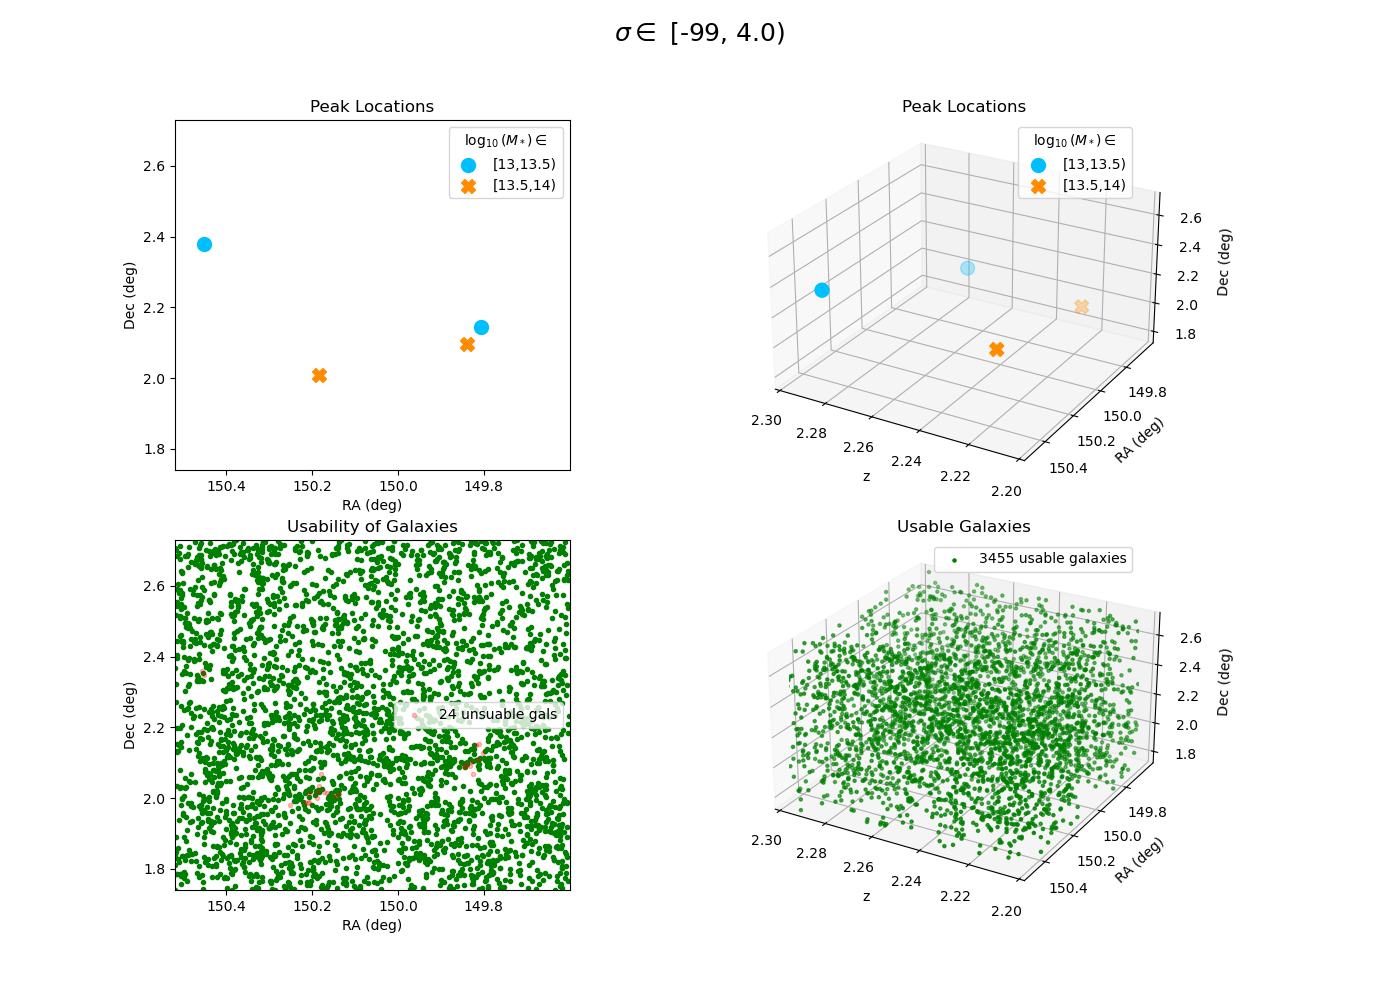 σ ∈ [-99, 4.0)
Peak Locations
log₁₀(M*) ∈
[13,13.5)
[13.5,14)
2.6
2.4
2.2
2.0
1.8
Dec (deg)
150.4 150.2 150.0 149.8
RA (deg)
Peak Locations
log₁₀(M*) ∈
[13,13.5)
[13.5,14)
2.6
2.4
2.2
2.0
1.8
Dec (deg)
149.8
150.0
150.2
150.4
RA (deg)
2.30
2.28
2.26
2.24
2.22
2.20
z
Usability of Galaxies
24 unsuable gals
2.6
2.4
2.2
2.0
1.8
Dec (deg)
150.4 150.2 150.0 149.8
RA (deg)
Usable Galaxies
3455 usable galaxies
2.6
2.4
2.2
2.0
1.8
Dec (deg)
149.8
150.0
150.2
150.4
RA (deg)
2.30
2.28
2.26
2.24
2.22
2.20
z